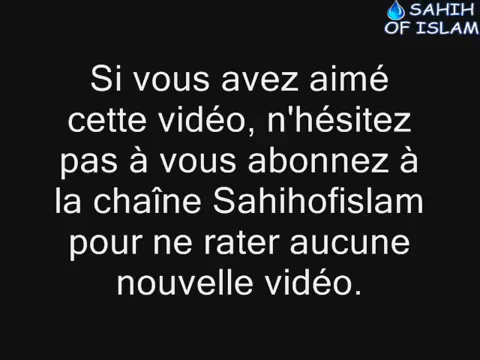 SAHIH
OF ISLAM
Si vous avez aimé
cette vidéo, n'hésitez
pas à vous abonnez à
la chaîne Sahihofislam
pour ne rater aucune
nouvelle vidéo.